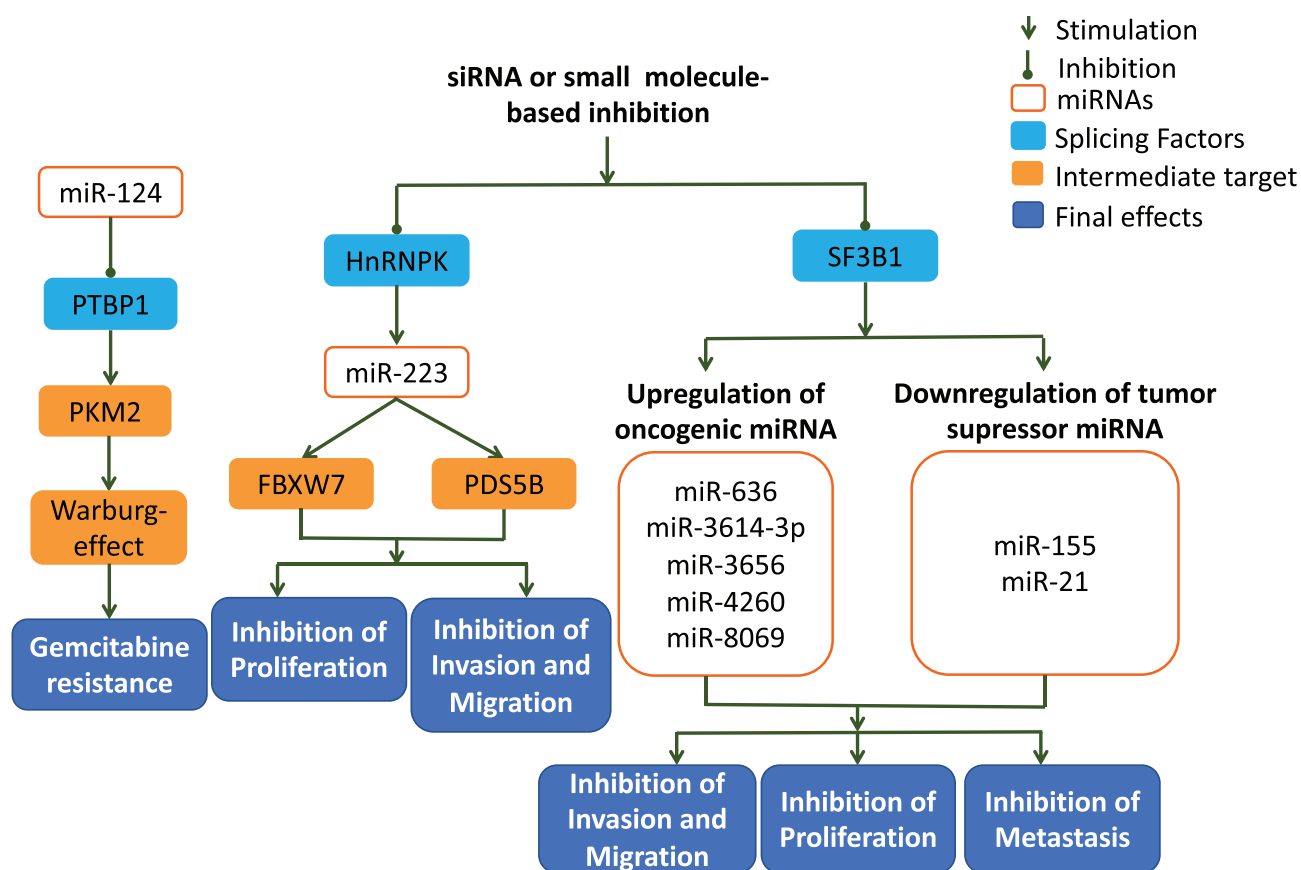 Stimulation
Inhibition
miRNAs
Splicing Factors
Intermediate target
Final effects
siRNA or small molecule-
based inhibition
miR-124
PTBP1
PKM2
Warburg-
effect
Gemcitabine
resistance
HnRNPK
miR-223
FBXW7
PDS5B
Inhibition of
Proliferation
Inhibition of
Invasion and
Migration
SF3B1
Upregulation of
oncogenic miRNA
miR-636
miR-3614-3p
miR-3656
miR-4260
miR-8069
Downregulation of tumor
supressor miRNA
miR-155
miR-21
Inhibition of
Invasion and
Migration
Inhibition of
Proliferation
Inhibition of
Metastasis